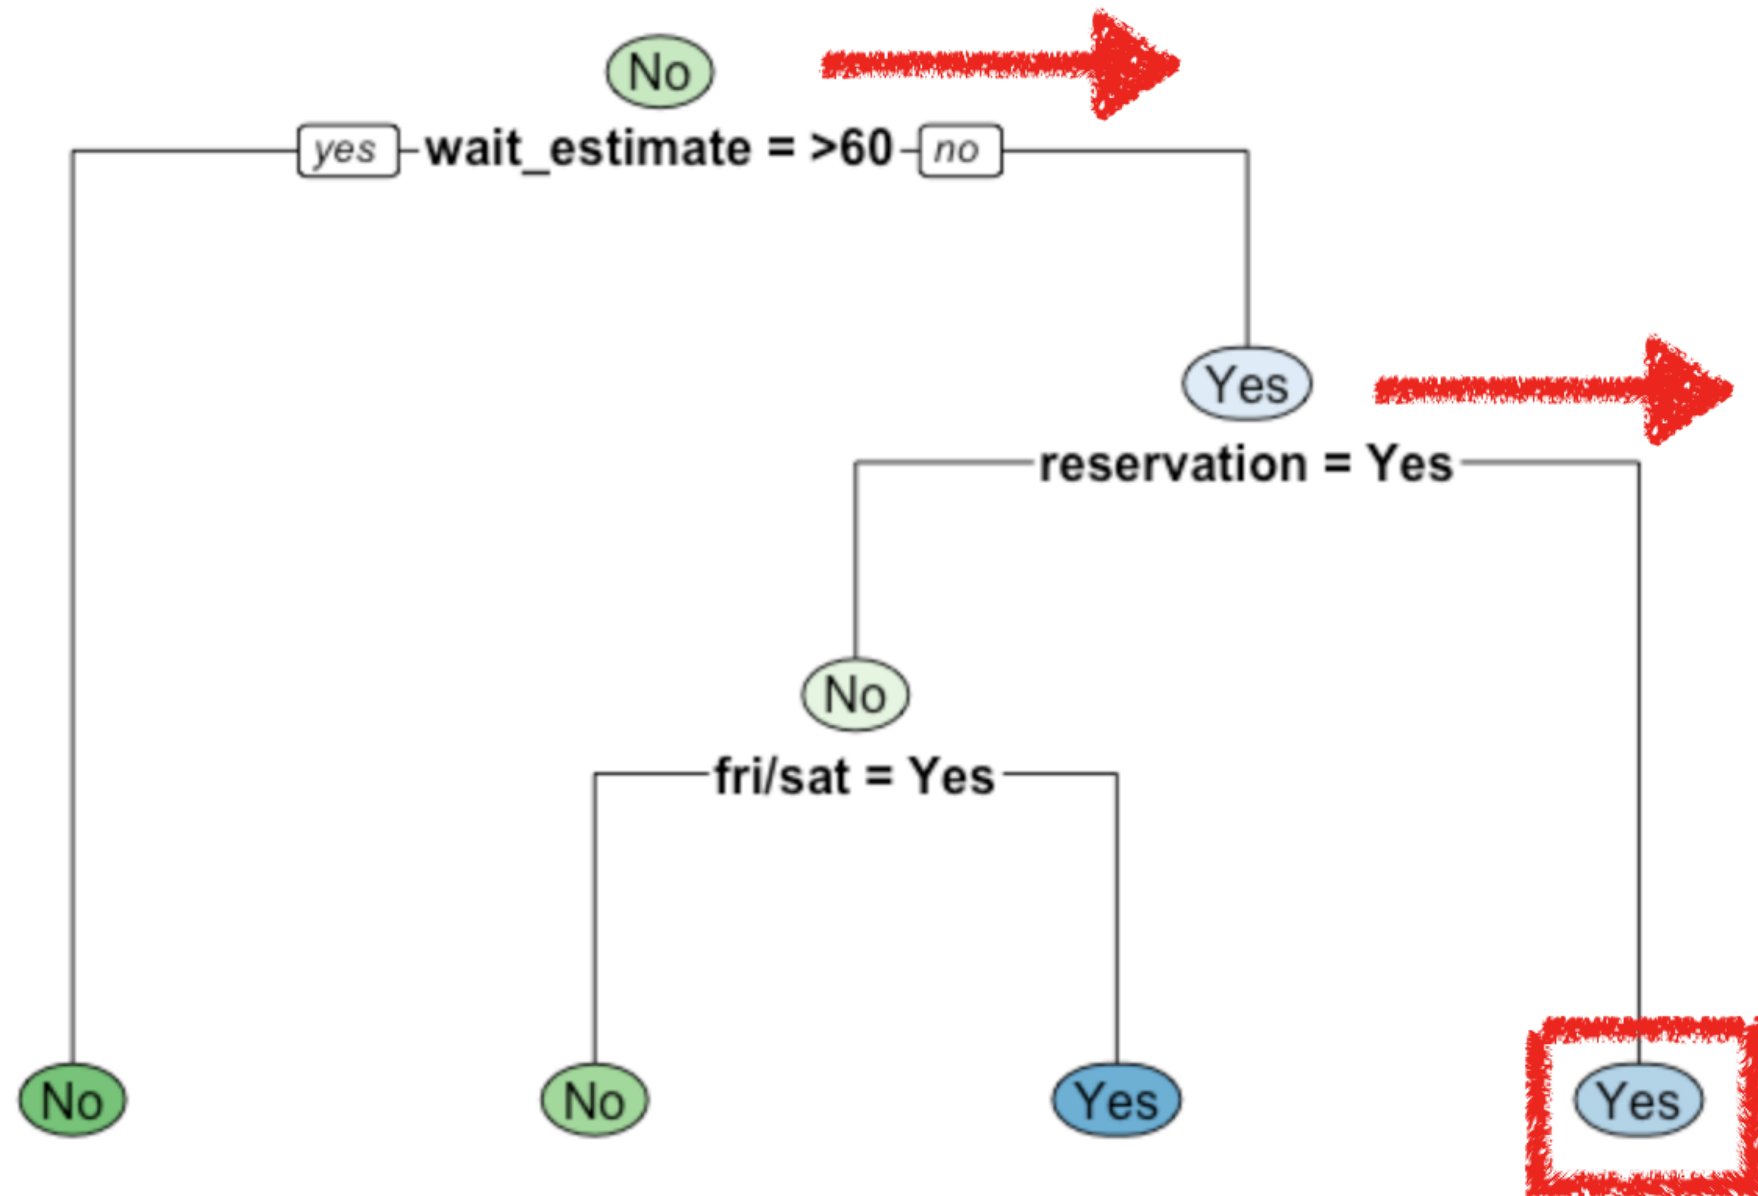 No
yes wait_estimate = >60 no
Yes
reservation = Yes
No
fri/sat = Yes
No No Yes Yes